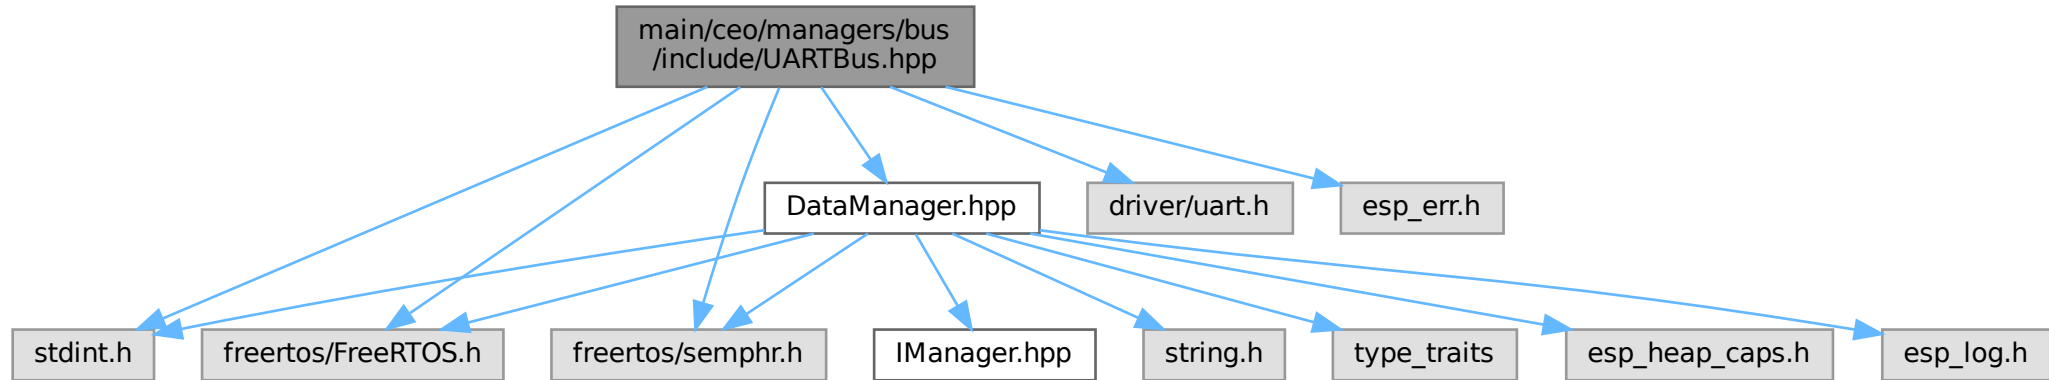 main/ceo/managers/bus
/include/UARTBus.hpp
DataManager.hpp
driver/uart.h
esp_err.h
stdint.h
freertos/FreeRTOS.h
freertos/semphr.h
IManager.hpp
string.h
type_traits
esp_heap_caps.h
esp_log.h